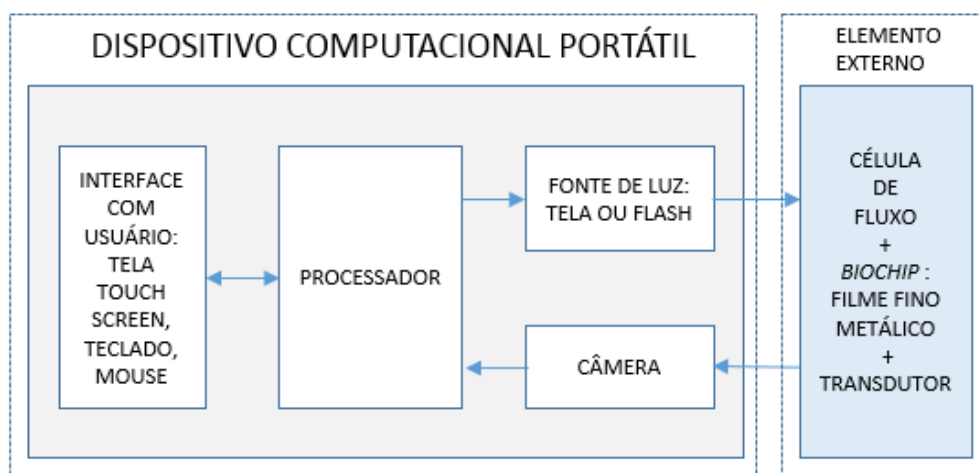 DISPOSITIVO COMPUTACIONAL PORTÁTIL
INTERFACE
COM
USUÁRIO:
TELA
TOUCH
SCREEN,
TECLADO,
MOUSE
PROCESSADOR
FONTE DE LUZ:
TELA OU FLASH
CÂMERA
ELEMENTO
EXTERNO
CÉLULA
DE
FLUXO
+
BIOCHIP :
FILME FINO
METÁLICO
+
TRANSDUTOR